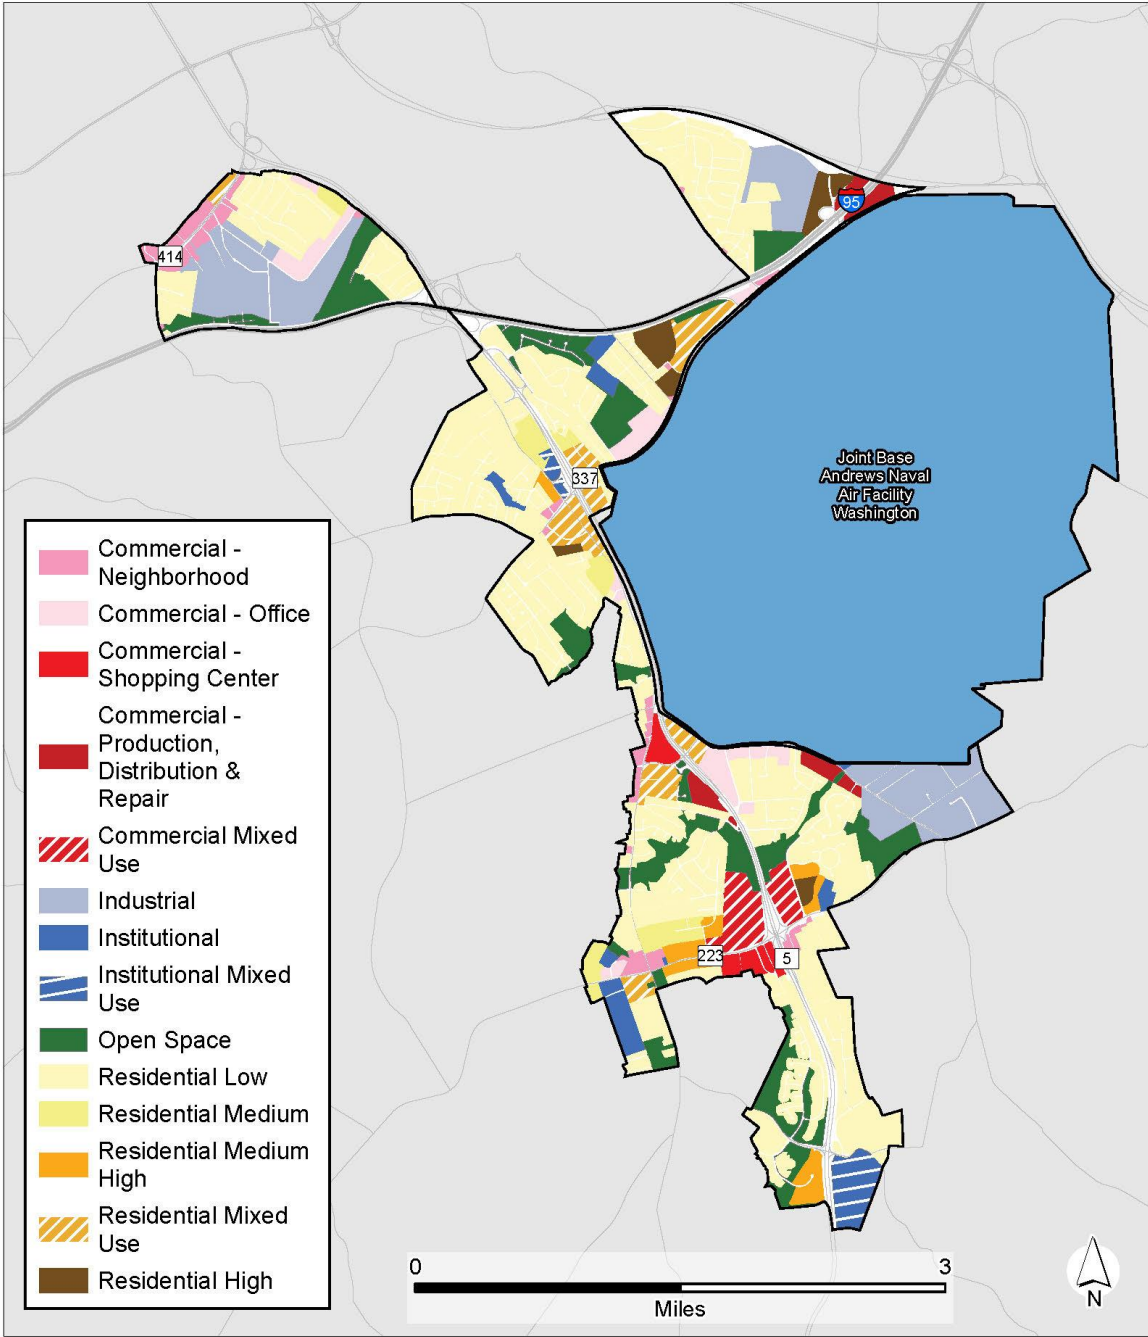 95
414
Joint Base
Andrews Naval
Air Facility
Washington
337
Commercial -
Neighborhood
Commercial - Office
Commercial -
Shopping Center
Commercial -
Production,
Distribution &
Repair
Commercial Mixed
Use
Industrial
Institutional
Institutional Mixed
Use
Open Space
Residential Low
Residential Medium
Residential Medium
High
Residential Mixed
Use
Residential High
223
5
0 3
Miles
N